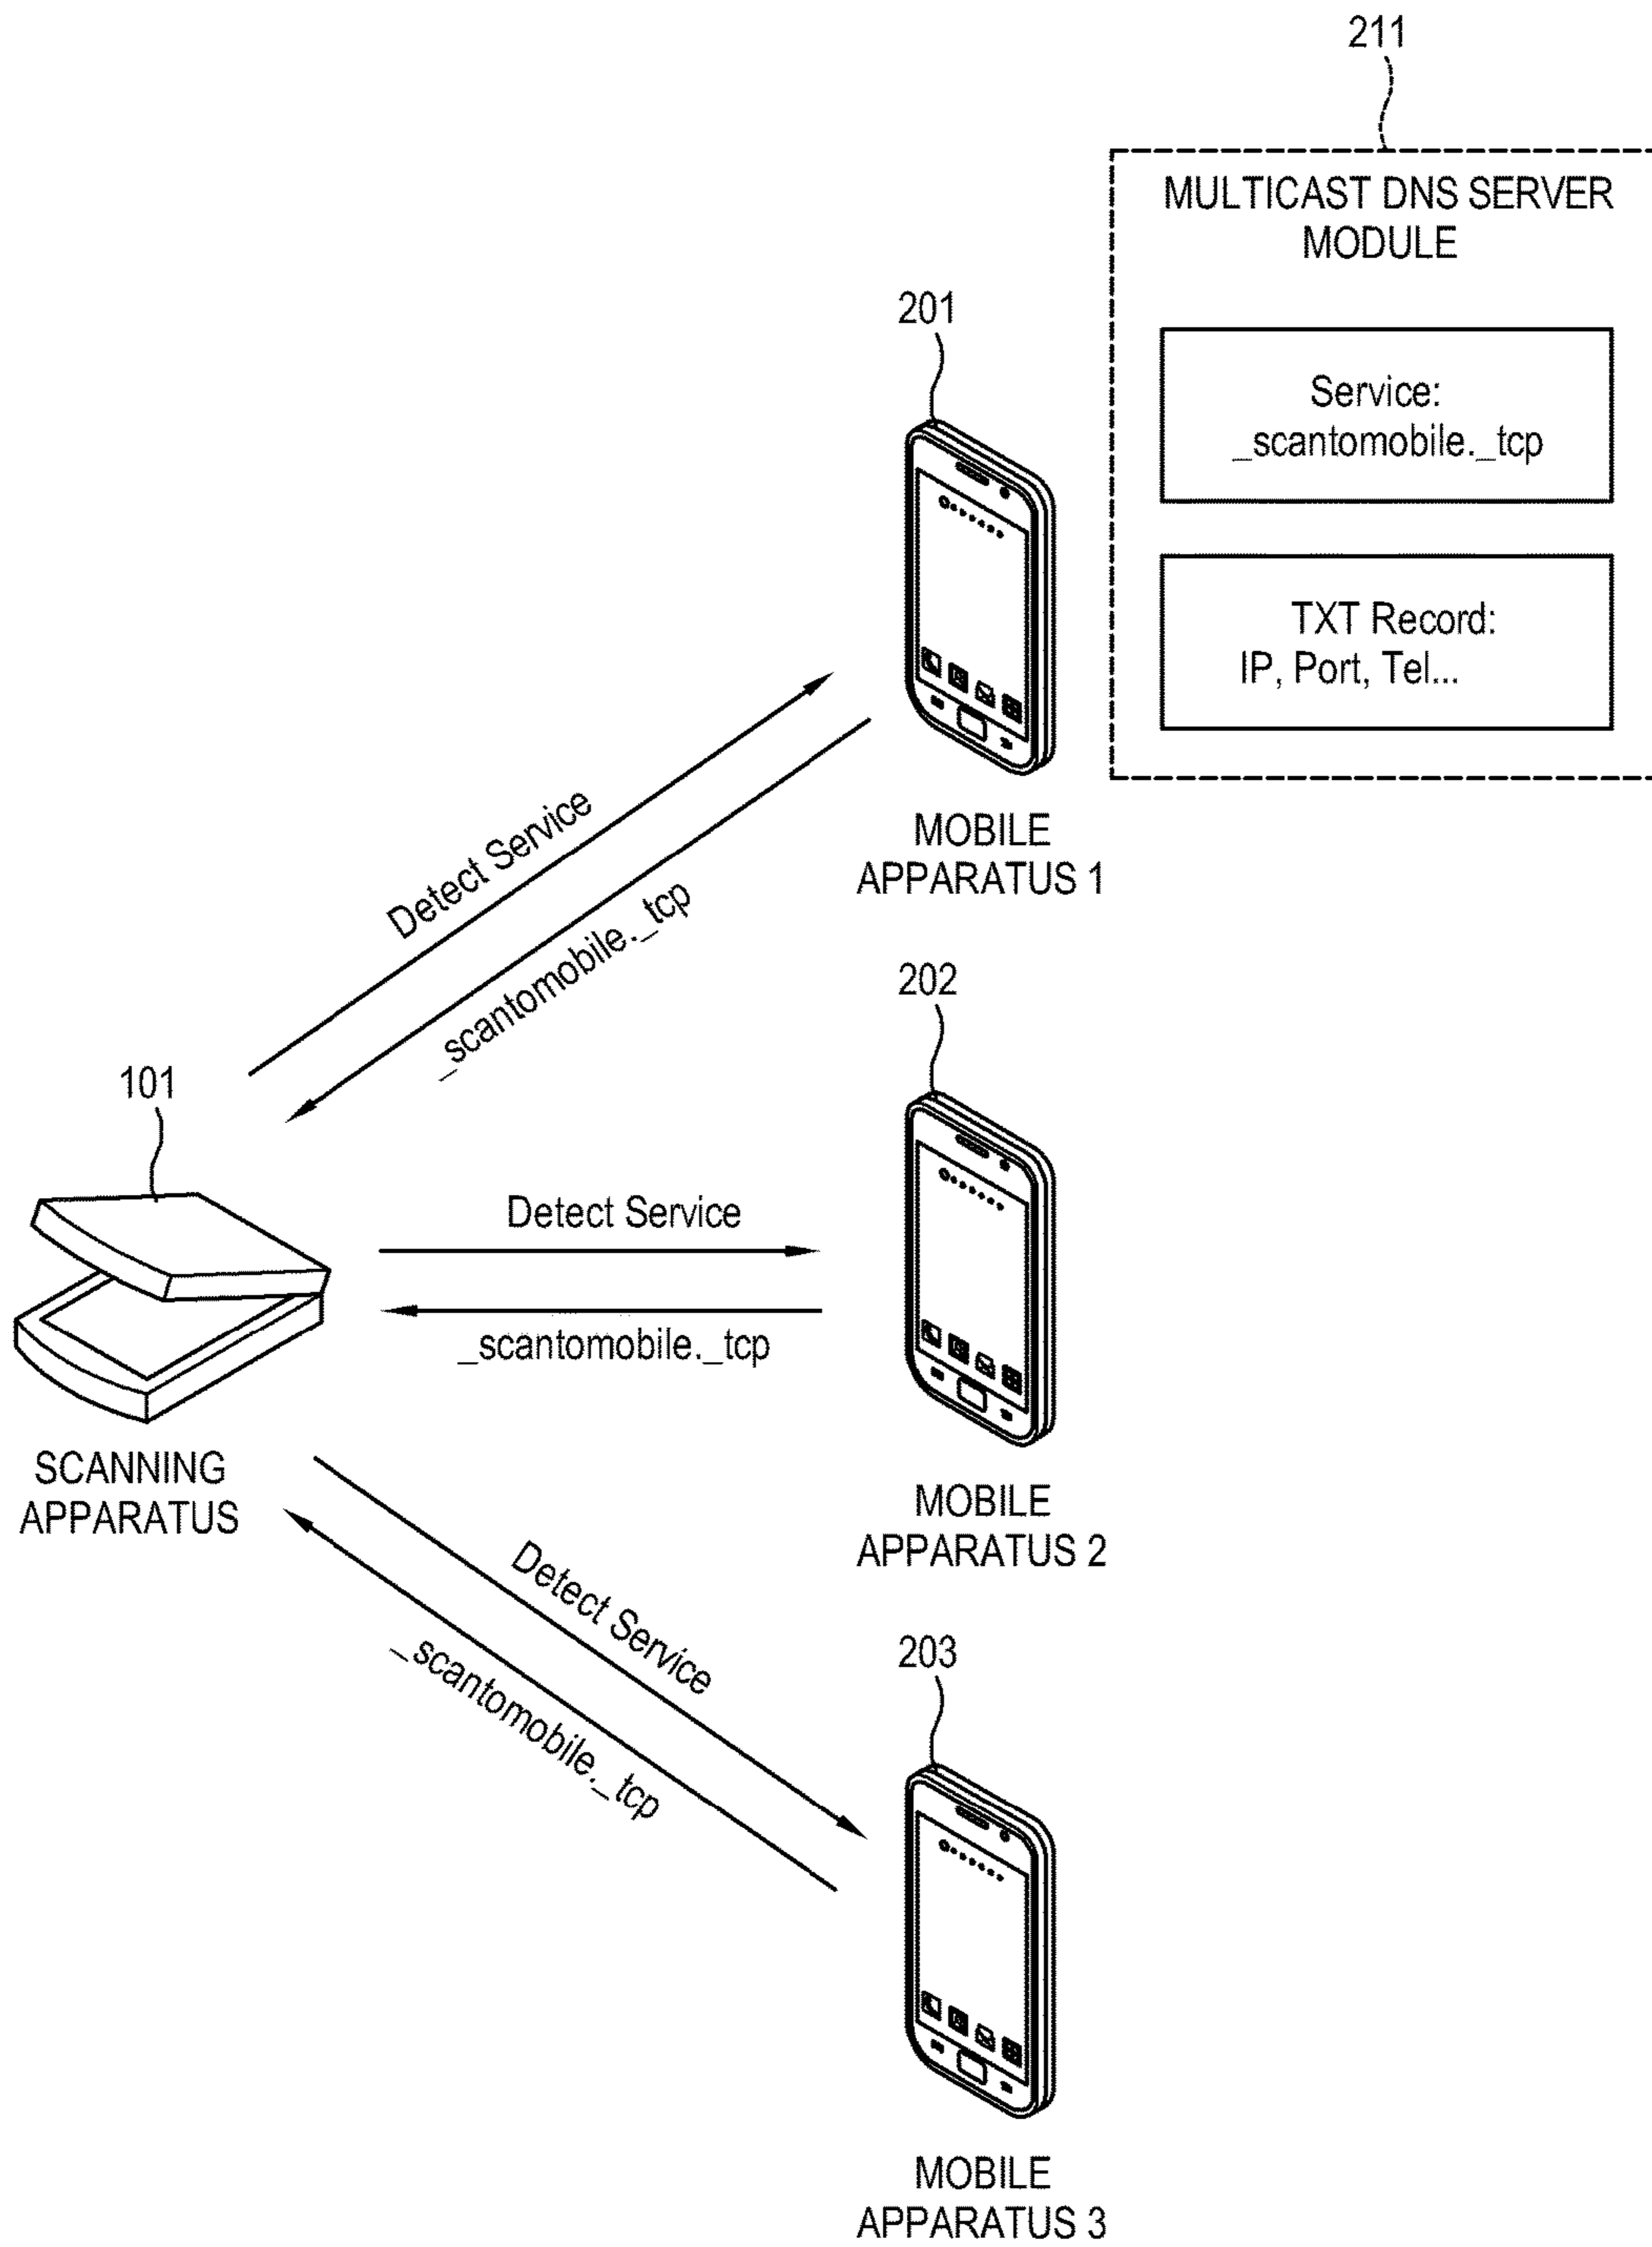 211
MULTICAST DNS SERVER
MODULE
Service:
_scantomobile._tcp
TXT Record:
IP, Port, Tel...
201
MOBILE
APPARATUS 1
Detect Service
_scantomobile._tcp
202
MOBILE
APPARATUS 2
101
SCANNING
APPARATUS
Detect Service
_scantomobile._tcp
Detect Service
_scantomobile._tcp
203
MOBILE
APPARATUS 3